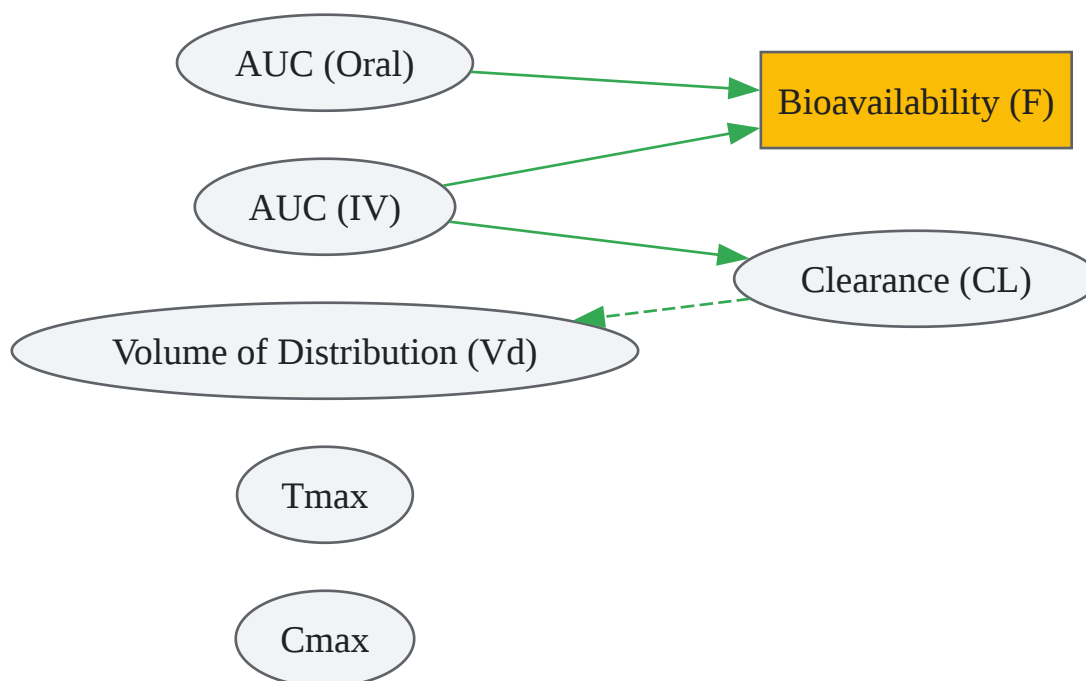 AUC (Oral)
Bioavailability (F)
AUC (IV)
Clearance (CL)
Volume of Distribution (Vd)
Tmax
Cmax